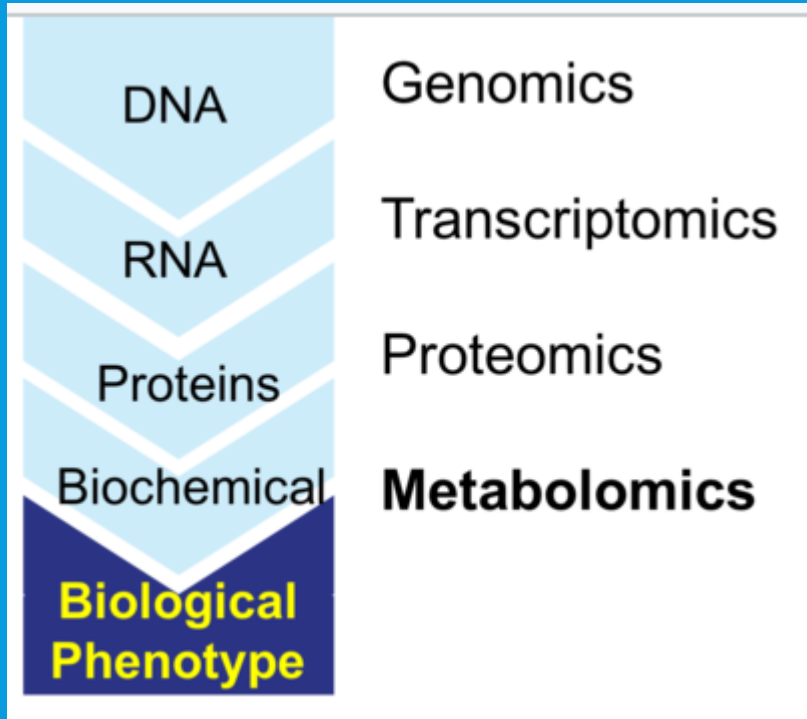 DNA
Genomics
RNA
Transcriptomics
Proteins
Proteomics
Biochemical
Metabolomics
Biological
Phenotype